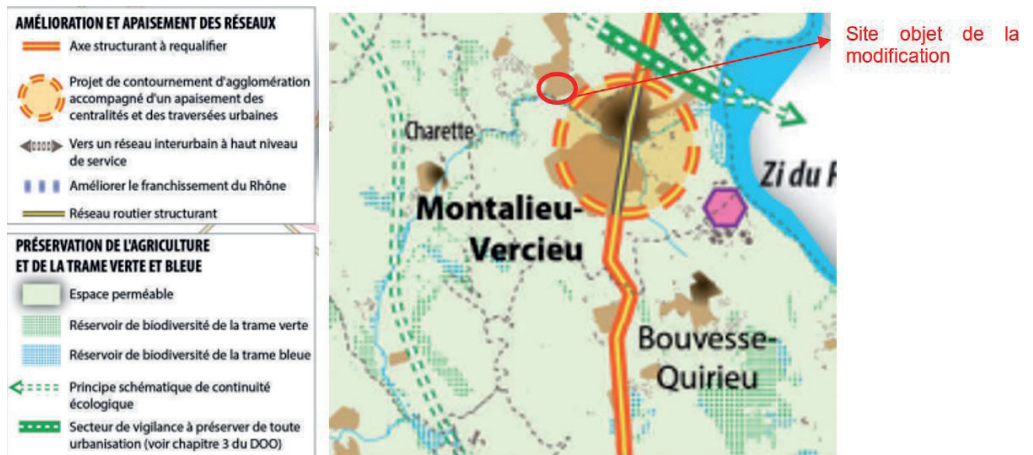 AMÉLIORATION ET APAISEMENT DES RÉSEAUX
Axe structurant à requalifier
Projet de contournement d'agglomération
accompagné d'un apaisement des
centralités et des traversées urbaines
Vers un réseau interurbain à haut niveau
de service
Améliorer le franchissement du Rhône
Réseau routier structurant
PRÉSERVATION DE L'AGRICULTURE
ET DE LA TRAME VERTE ET BLEUE
Espace perméable
Réservoir de biodiversité de la trame verte
Réservoir de biodiversité de la trame bleue
Principe schématique de continuité
écologique
Secteur de vigilance à préserver de toute
urbanisation (voir chapitre 3 du DOO)
Charette
Montalieu-
Vercieu
Zi du
Bouvesse-
Quirieu
Site objet de la
modification